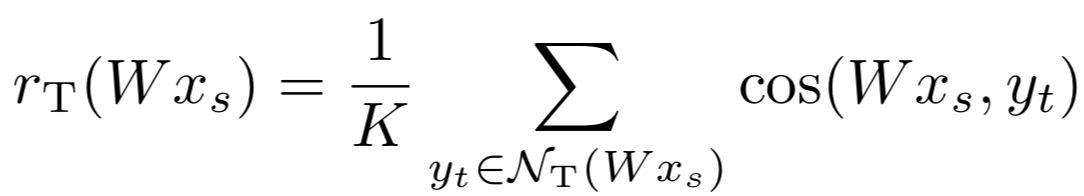 r_T(Wx_s) = \frac{1}{K} \sum_{y_t \in \mathcal{N}_T(Wx_s)} \cos(Wx_s, y_t)